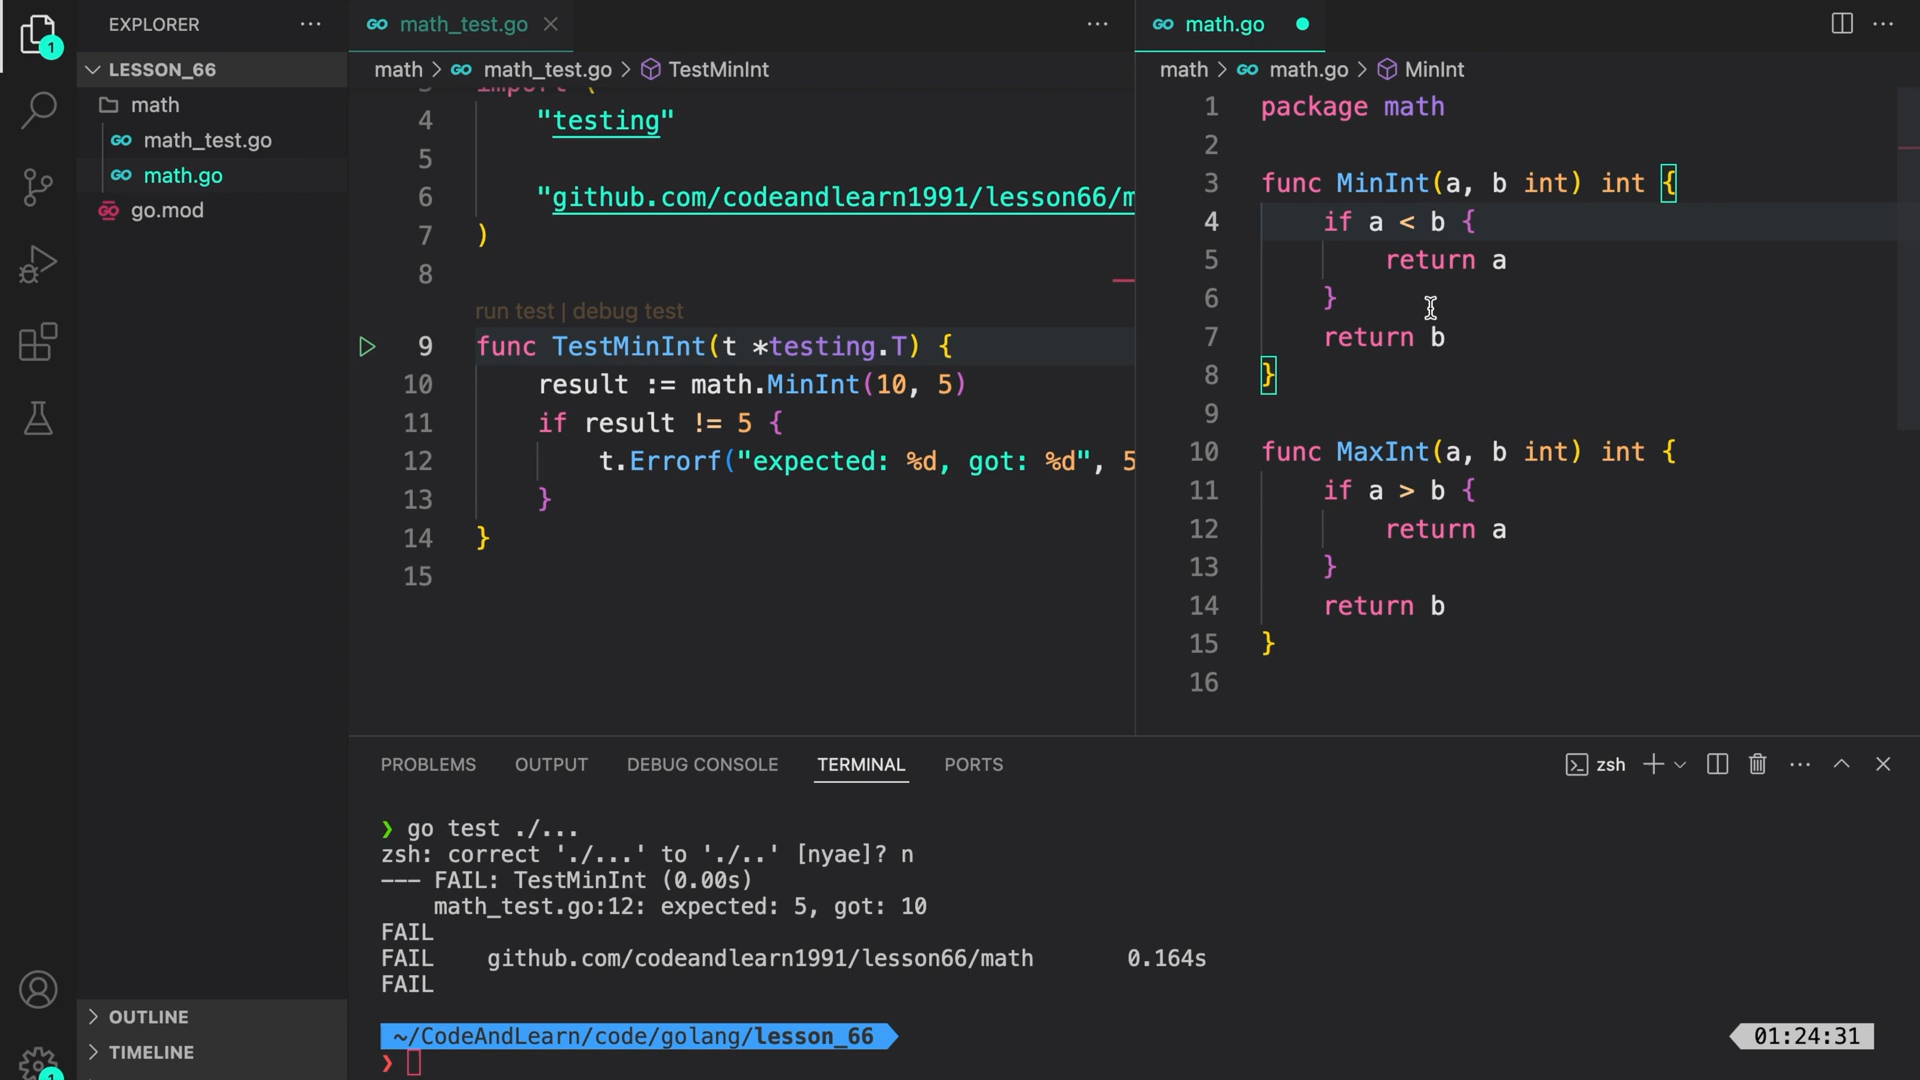 EXPLORER
LESSON_66
math
math_test.go
math.go
go.mod
OUTLINE
TIMELINE
1
1
math_test.go
math > math_test.go > TestMinInt
3 import (
4 "testing"
5
6 "github.com/codeandlearn1991/lesson66/m
7 )
8
run test | debug test
9 func TestMinInt(t *testing.T) {
10 result := math.MinInt(10, 5)
11 if result != 5 {
12 t.Errorf("expected: %d, got: %d", 5
13 }
14 }
15
math.go
math > math.go > MinInt
1 package math
2
3 func MinInt(a, b int) int {
4 if a < b {
5 return a
6 }
7 return b
8 }
9
10 func MaxInt(a, b int) int {
11 if a > b {
12 return a
13 }
14 return b
15 }
16
PROBLEMS OUTPUT DEBUG CONSOLE TERMINAL PORTS
zsh
❯ go test ./...
zsh: correct './...' to './..' [nyae]? n
--- FAIL: TestMinInt (0.00s)
math_test.go:12: expected: 5, got: 10
FAIL
FAIL github.com/codeandlearn1991/lesson66/math 0.164s
FAIL
~/CodeAndLearn/code/golang/lesson_66
01:24:31
❯